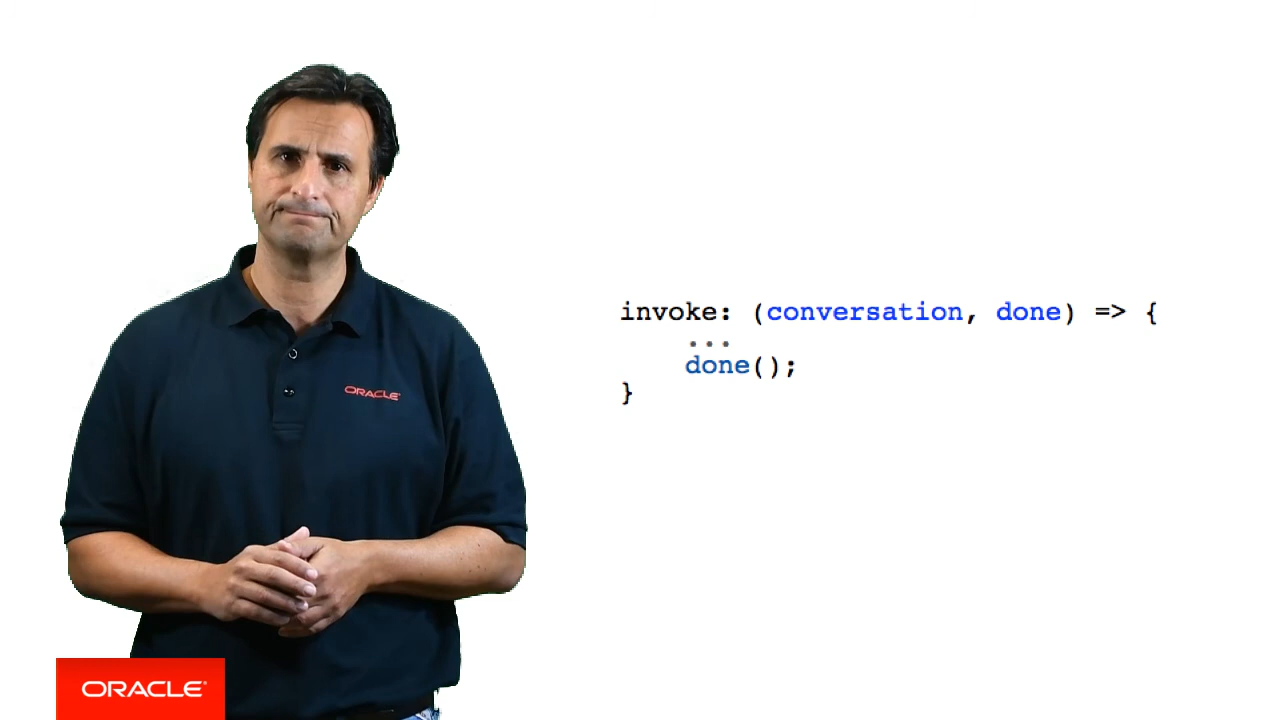 ORACLE
invoke: (conversation, done) => {
...
done();
}
ORACLE